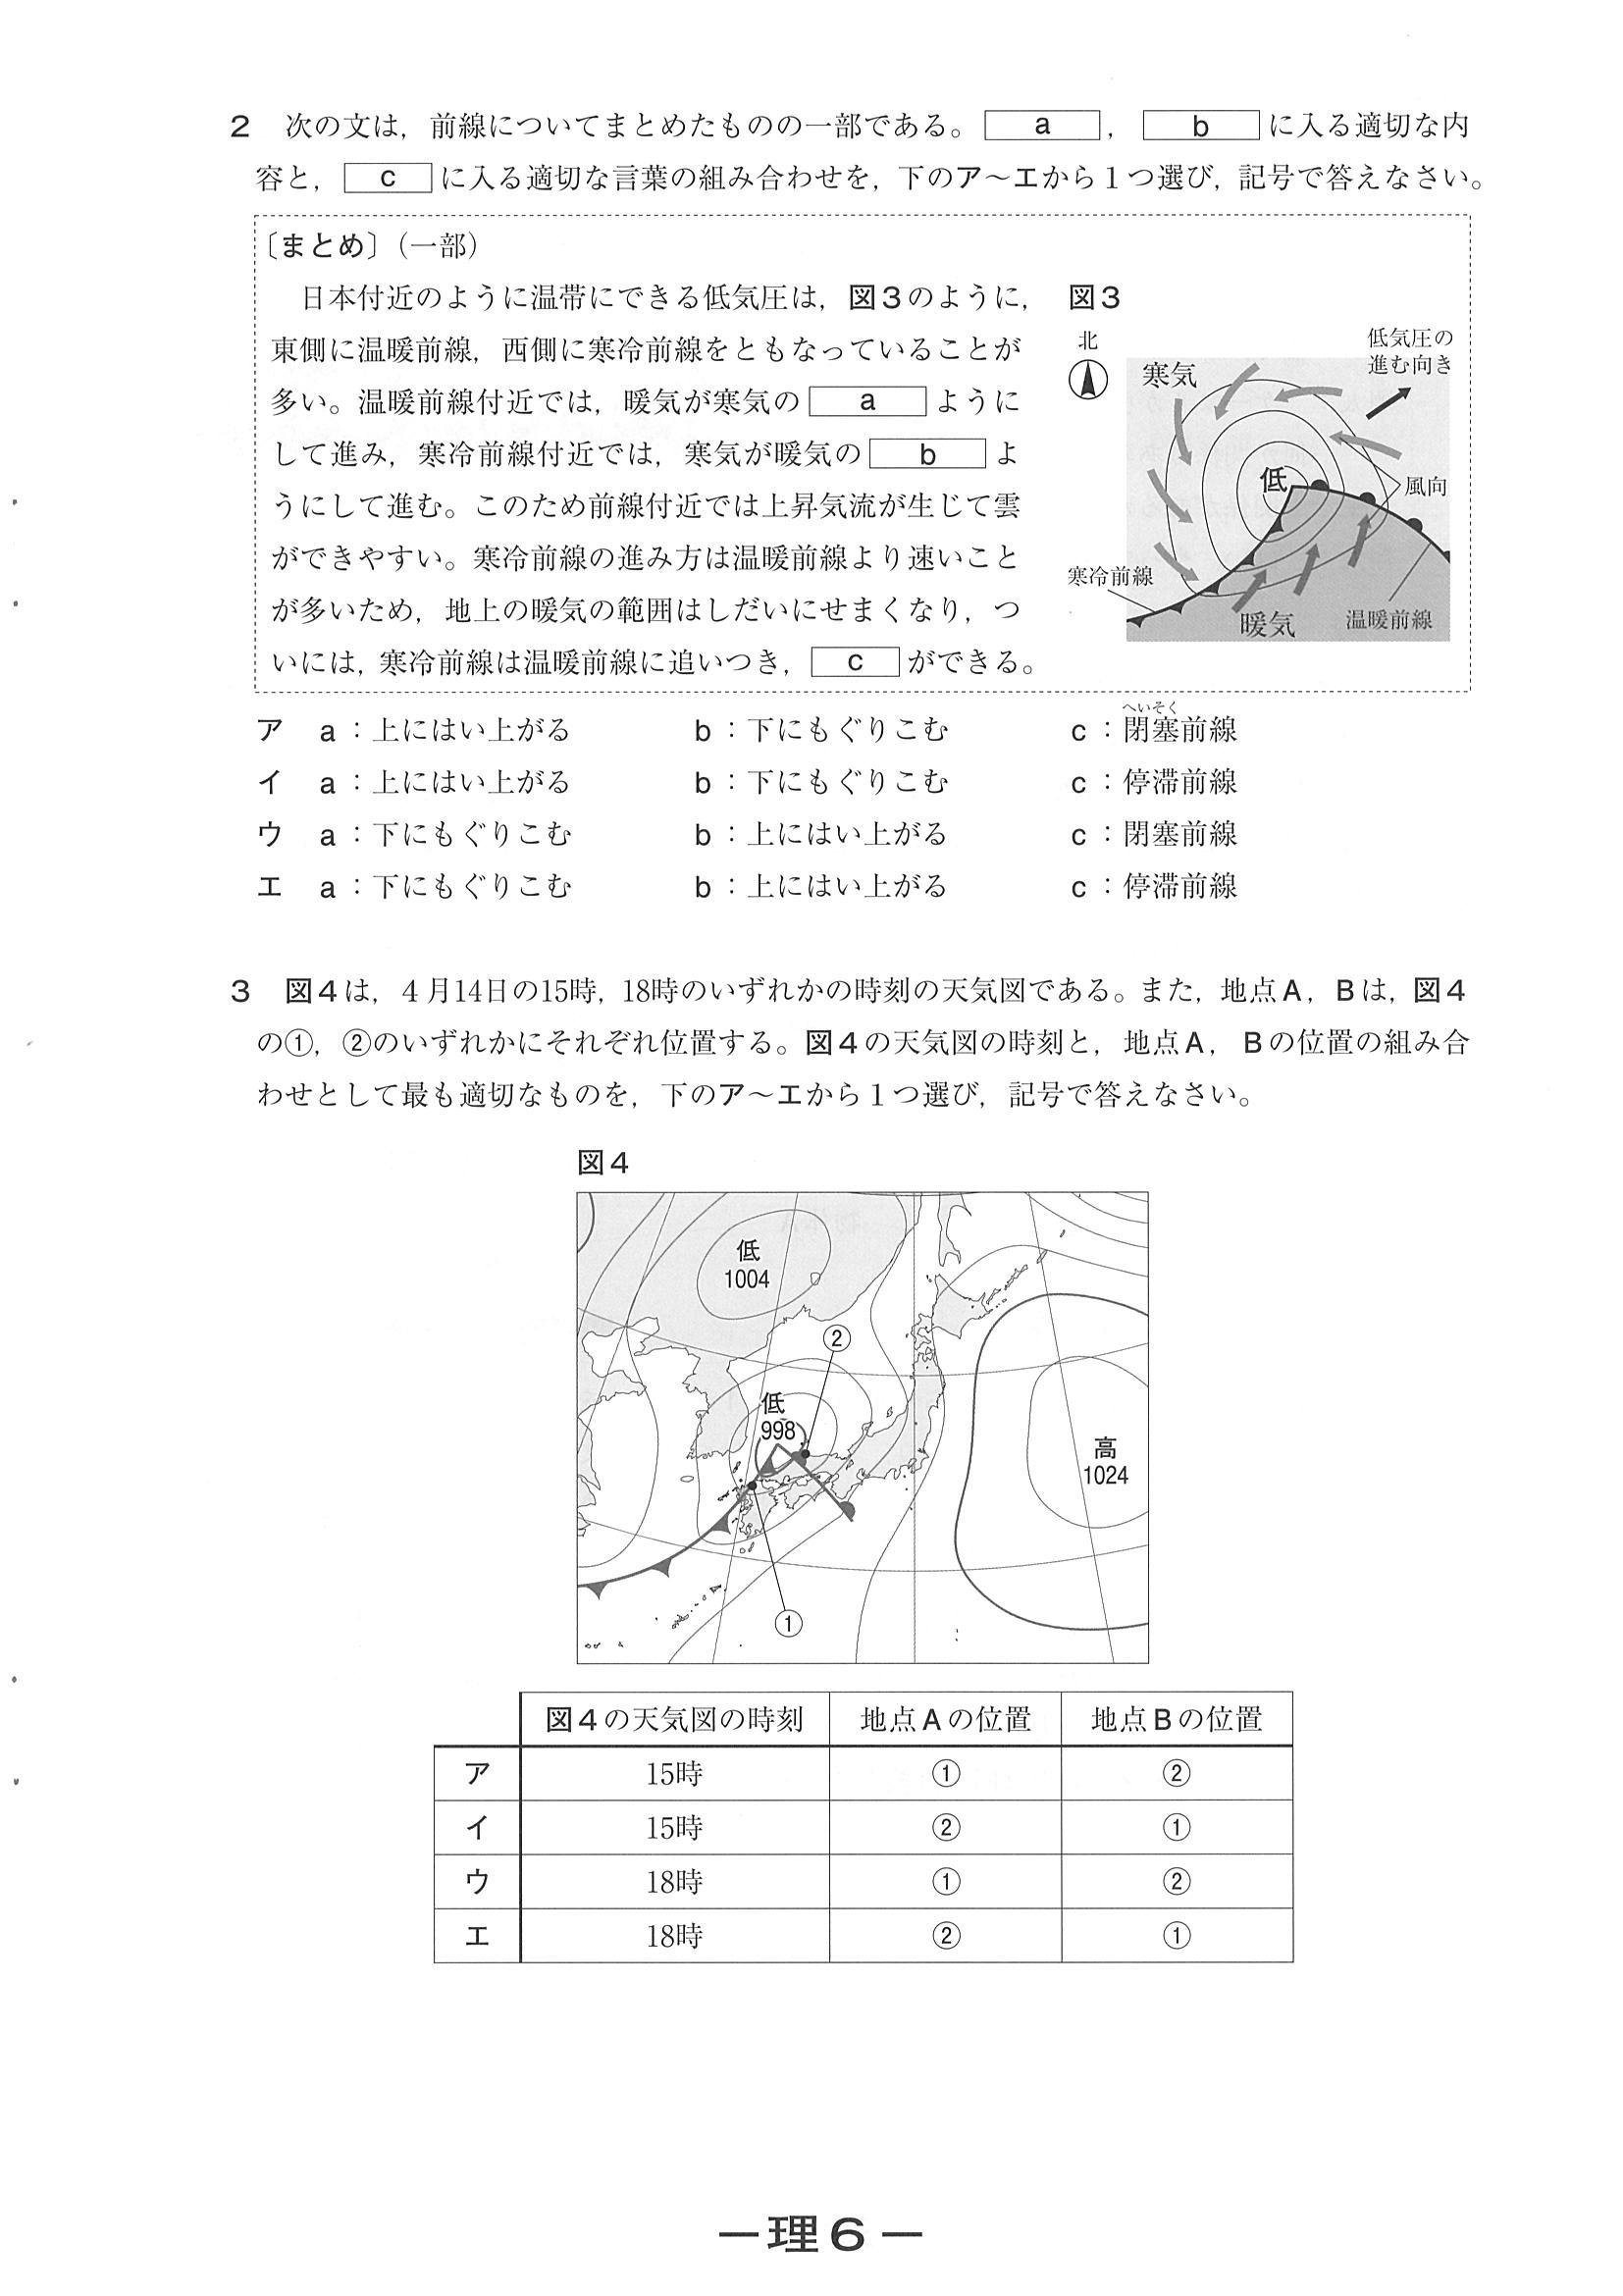 2　次の文は，前線についてまとめたものの一部である。 a ， b に入る適切な内
容と， c に入る適切な言葉の組み合わせを，下のア〜エから１つ選び，記号で答えなさい。
〔まとめ〕（一部）
日本付近のように温帯にできる低気圧は，図３のように，
東側に温暖前線，西側に寒冷前線をともなっていることが
多い。温暖前線付近では，暖気が寒気の a ように
して進み，寒冷前線付近では，寒気が暖気の b よ
うにして進む。このため前線付近では上昇気流が生じて雲
ができやすい。寒冷前線の進み方は温暖前線より速いこと
が多いため，地上の暖気の範囲はしだいにせまくなり，つ
いには，寒冷前線は温暖前線に追いつき， c ができる。
図３
北
低気圧の
進む向き
寒気
低
風向
寒冷前線
暖気
温暖前線
ア　a：上にはい上がる　b：下にもぐりこむ　c：閉塞前線
へいそく
イ　a：上にはい上がる　b：下にもぐりこむ　c：停滞前線
ウ　a：下にもぐりこむ　b：上にはい上がる　c：閉塞前線
エ　a：下にもぐりこむ　b：上にはい上がる　c：停滞前線
3　図４は，４月14日の15時，18時のいずれかの時刻の天気図である。また，地点Ａ，Ｂは，図４
の①，②のいずれかにそれぞれ位置する。図４の天気図の時刻と，地点Ａ，Ｂの位置の組み合
わせとして最も適切なものを，下のア〜エから１つ選び，記号で答えなさい。
図４
低
1004
②
低
998
高
1024
①
図４の天気図の時刻　地点Ａの位置　地点Ｂの位置
ア　15時　①　②
イ　15時　②　①
ウ　18時　①　②
エ　18時　②　①
―理６―